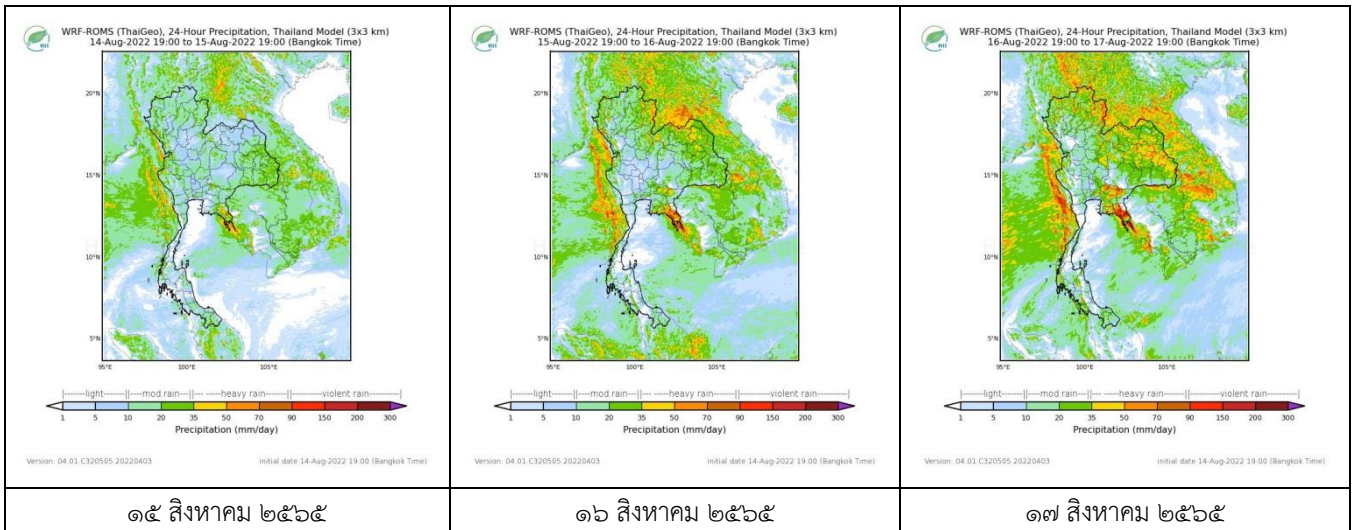 WRF-ROMS (ThaiGeo), 24-Hour Precipitation, Thailand Model (3x3 km)
14-Aug-2022 19:00 to 15-Aug-2022 19:00 (Bangkok Time)
20°N
15°N
10°N
5°N
95°E 100°E 105°E
|-------light-------||---mod rain---||--- ---heavy rain----||--------violent rain--------|
1 5 10 20 35 50 70 90 150 200 300
Precipitation (mm/day)
Version: 04.01.C320505.20220403 initial date 14-Aug-2022 19:00 (Bangkok Time)
๑๕ สิงหาคม ๒๕๖๕
WRF-ROMS (ThaiGeo), 24-Hour Precipitation, Thailand Model (3x3 km)
15-Aug-2022 19:00 to 16-Aug-2022 19:00 (Bangkok Time)
20°N
15°N
10°N
5°N
95°E 100°E 105°E
|-------light-------||---mod rain---||--- ---heavy rain----||--------violent rain--------|
1 5 10 20 35 50 70 90 150 200 300
Precipitation (mm/day)
Version: 04.01.C320505.20220403 initial date 14-Aug-2022 19:00 (Bangkok Time)
๑๖ สิงหาคม ๒๕๖๕
WRF-ROMS (ThaiGeo), 24-Hour Precipitation, Thailand Model (3x3 km)
16-Aug-2022 19:00 to 17-Aug-2022 19:00 (Bangkok Time)
20°N
15°N
10°N
5°N
95°E 100°E 105°E
|-------light-------||---mod rain---||--- ---heavy rain----||--------violent rain--------|
1 5 10 20 35 50 70 90 150 200 300
Precipitation (mm/day)
Version: 04.01.C320505.20220403 initial date 14-Aug-2022 19:00 (Bangkok Time)
๑๗ สิงหาคม ๒๕๖๕